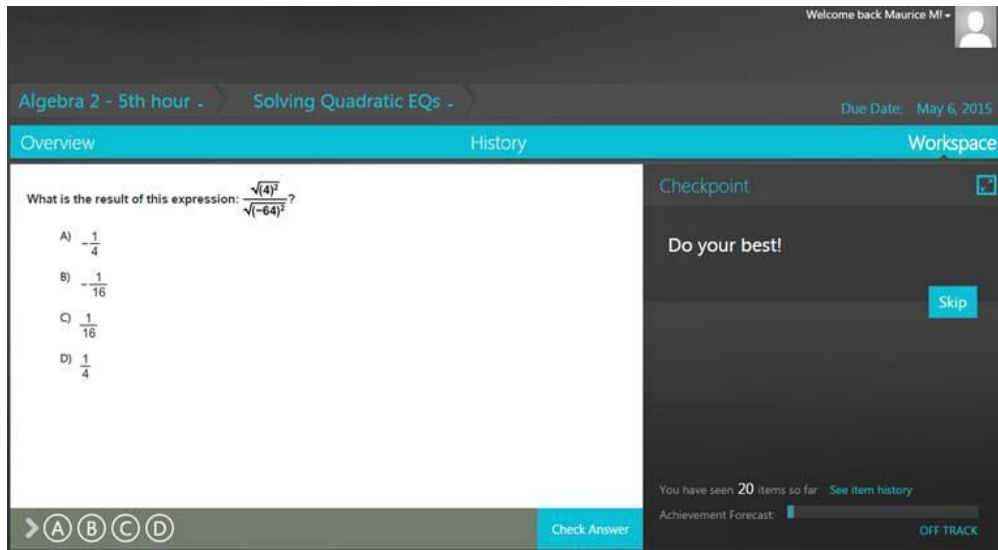 Welcome back Maurice M!
Algebra 2 - 5th hour
Solving Quadratic EQs
Due Date: May 6, 2015
Overview
History
Workspace
What is the result of this expression: √(4)²/√(−64)²?
A) -1/4
B) -1/16
C) 1/16
D) 1/4
Checkpoint
Do your best!
Skip
You have seen 20 items so far See item history
Achievement Forecast:
OFF TRACK
A B C D
Check Answer